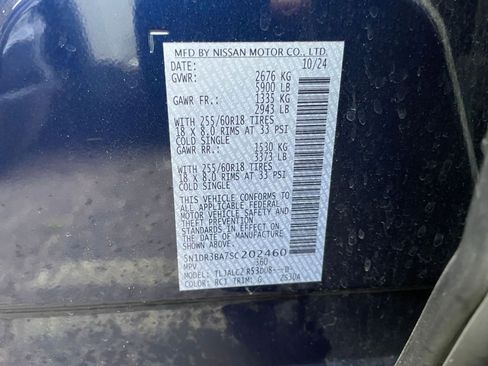 MFD BY NISSAN MOTOR CO., LTD.
DATE: 10/24
GVWR: 2676 KG
5900 LB
GAWR FR.: 1335 KG
2943 LB
WITH 255/60R18 TIRES
18 X 8.0 RIMS AT 33 PSI
COLD SINGLE
GAWR RR.: 1530 KG
3373 LB
WITH 255/60R18 TIRES
18 X 8.0 RIMS AT 33 PSI
COLD SINGLE
THIS VEHICLE CONFORMS TO
ALL APPLICABLE FEDERAL
MOTOR VEHICLE SAFETY AND
THEFT PREVENTION
STANDARDS IN EFFECT ON
THE DATE OF MANUFACTURE
SHOWN ABOVE.
5N1DR3BA7SC202460
MPV 360
MODEL:
COLOR: RCT TRIM: G